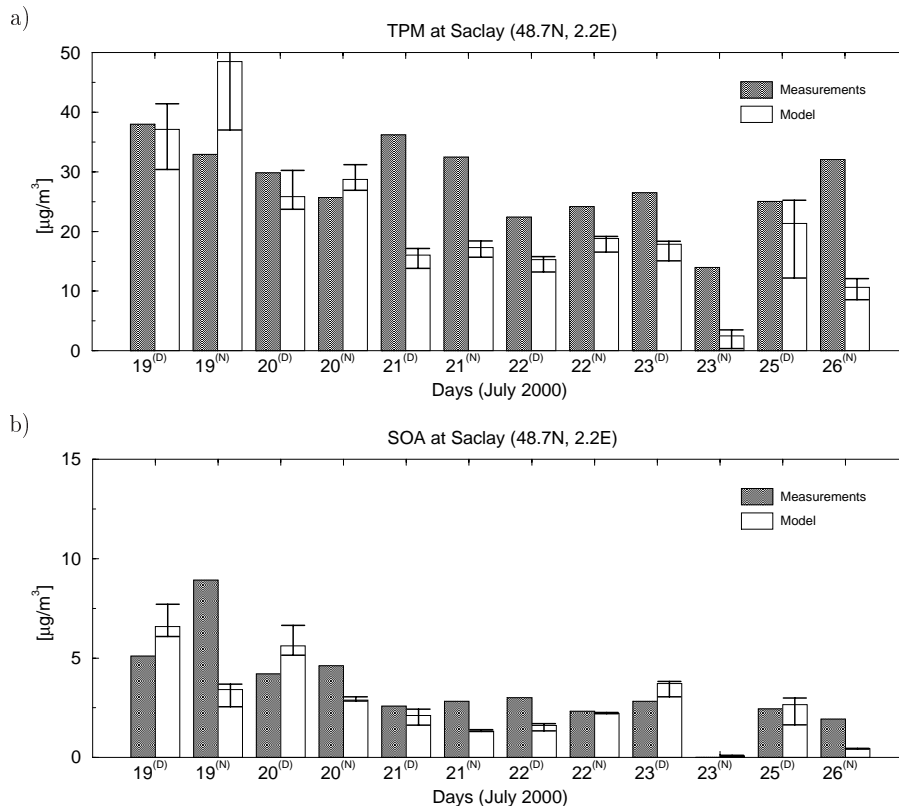 a)
TPM at Saclay (48.7N, 2.2E)
50
40
30
20
10
0
[µg/m³]
Measurements
Model
19(D) 19(N) 20(D) 20(N) 21(D) 21(N) 22(D) 22(N) 23(D) 23(N) 25(D) 26(N)
Days (July 2000)
b)
SOA at Saclay (48.7N, 2.2E)
15
10
5
0
[µg/m³]
Measurements
Model
19(D) 19(N) 20(D) 20(N) 21(D) 21(N) 22(D) 22(N) 23(D) 23(N) 25(D) 26(N)
Days (July 2000)